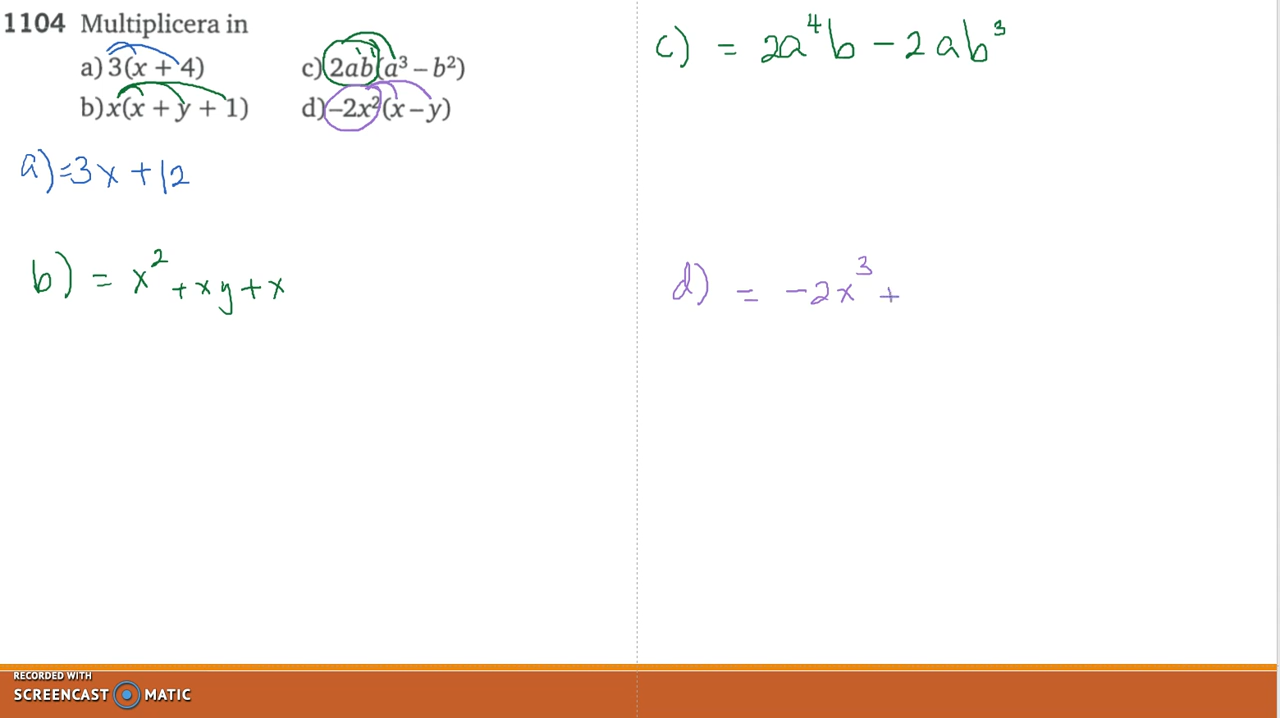 1104 Multiplicera in
a) 3(x + 4)
b) x(x + y + 1)
c) 2ab(a³ – b²)
d) –2x²(x – y)
a) = 3x + 12
b) = x² + xy + x
c) = 2a⁴b – 2ab³
d) = –2x³ +
RECORDED WITH
SCREENCAST MATIC